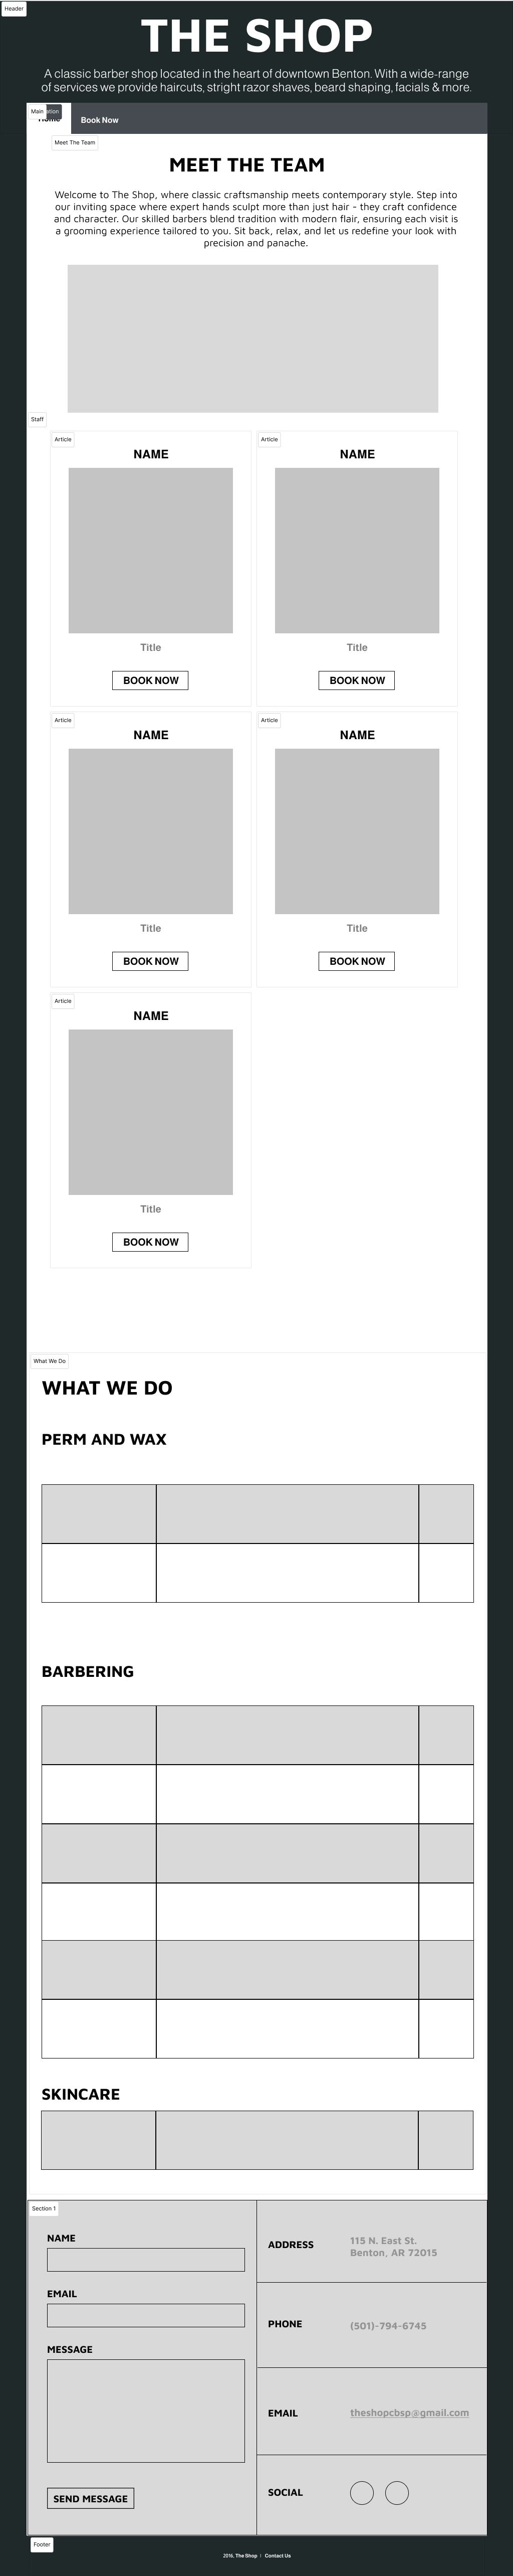 Header
THE SHOP
A classic barber shop located in the heart of downtown Benton. With a wide-range
of services we provide haircuts, stright razor shaves, beard shaping, facials & more.
Main
Book Now
Meet The Team
MEET THE TEAM
Welcome to The Shop, where classic craftsmanship meets contemporary style. Step into
our inviting space where expert hands sculpt more than just hair - they craft confidence
and character. Our skilled barbers blend tradition with modern flair, ensuring each visit is
a grooming experience tailored to you. Sit back, relax, and let us redefine your look with
precision and panache.
Staff
Article
Article
NAME
NAME
Title
Title
BOOK NOW
BOOK NOW
Article
Article
NAME
NAME
Title
Title
BOOK NOW
BOOK NOW
Article
NAME
Title
BOOK NOW
What We Do
WHAT WE DO
PERM AND WAX
BARBERING
SKINCARE
Section 1
NAME
EMAIL
MESSAGE
SEND MESSAGE
ADDRESS
115 N. East St.
Benton, AR 72015
PHONE
(501)-794-6745
EMAIL
theshopcbsp@gmail.com
SOCIAL
Footer
2016, The Shop | Contact Us